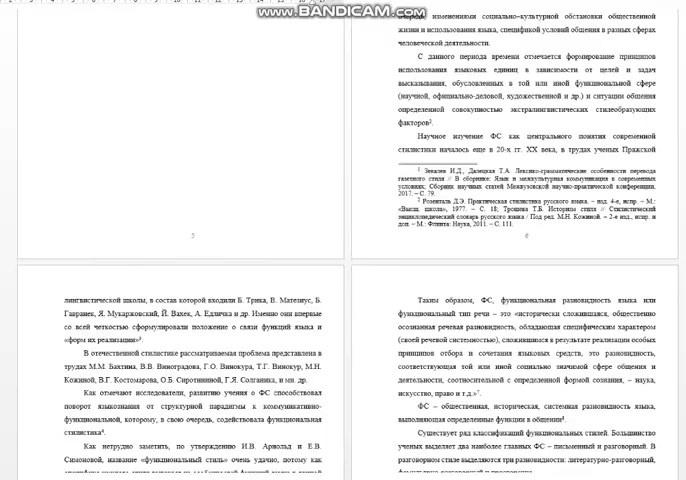 www.BANDICAM.com
очередь, изменениями социально-культурной обстановки общественной
жизни и использования языка, спецификой условий общения в разных сферах
человеческой деятельности.
С данного периода времени отмечается формирование принципов
использования языковых единиц в зависимости от целей и задач
высказывания, обусловленных в той или иной функциональной сфере
(научной, официально-деловой, художественной и др.) и ситуации общения
определенной совокупностью экстралингвистических стилеобразующих
факторов².
Научное изучение ФС как центрального понятия современной
стилистики началось еще в 20-х гг. XX века, в трудах ученых Пражской
И.Д., Далецкая Т.А. Лексико-грамматические особенности перевода
газетного стиля // В сборнике: Язык и межкультурная коммуникация в современных
условиях; Сборник научных статей Межвузовской научно-практической конференции.
2017. – С. 79.
² Розенталь Д.Э. Практическая стилистика русского языка. – изд. 4-е, испр. – М.:
«Высш. школа», 1977. – С. 18; Трошева Т.Б. Историзм стиля // Стилистический
энциклопедический словарь русского языка / Под ред. М.Н. Кожиной. – 2-е изд., испр. и
доп. – М.: Флинта: Наука, 2011. – С. 111.
5
6
лингвистической школы, в состав которой входили Б. Трнка, В. Матезиус, Б.
Гавранек, Я. Мукаржовский, Й. Вахек, А. Едличка и др. Именно они впервые
со всей четкостью сформулировали положение о связи функций языка и
«форм их реализации»³.
В отечественной стилистике рассматриваемая проблема представлена в
трудах М.М. Бахтина, В.В. Виноградова, Г.О. Винокура, Т.Г. Винокур, М.Н.
Кожиной, В.Г. Костомарова, О.Б. Сиротининой, Г.Я. Солганика, и мн. др.
Как отмечают исследователи, развитию учения о ФС способствовал
поворот языкознания от структурной парадигмы к коммуникативно-
функциональной, которому, в свою очередь, содействовала функциональная
стилистика⁴.
Как нетрудно заметить, по утверждению И.В. Арнольд и Е.В.
Симоновой, название «функциональный стиль» очень удачно, потому как
Таким образом, ФС, функциональная разновидность языка или
функциональный тип речи – это «исторически сложившаяся, общественно
осознанная речевая разновидность, обладающая специфическим характером
(своей речевой системностью), сложившимся в результате реализации особых
принципов отбора и сочетания языковых средств, это разновидность,
соответствующая той или иной социально значимой сфере общения и
деятельности, соотносительной с определенной формой сознания, – наука,
искусство, право и т.д.»⁷.
ФС – общественная, историческая, системная разновидность языка,
выполняющая определенные функции в общении⁸.
Существует ряд классификаций функциональных стилей. Большинство
ученых выделяет два наиболее главных ФС – письменный и разговорный. В
разговорном стиле выделяются три разновидности: литературно-разговорный,